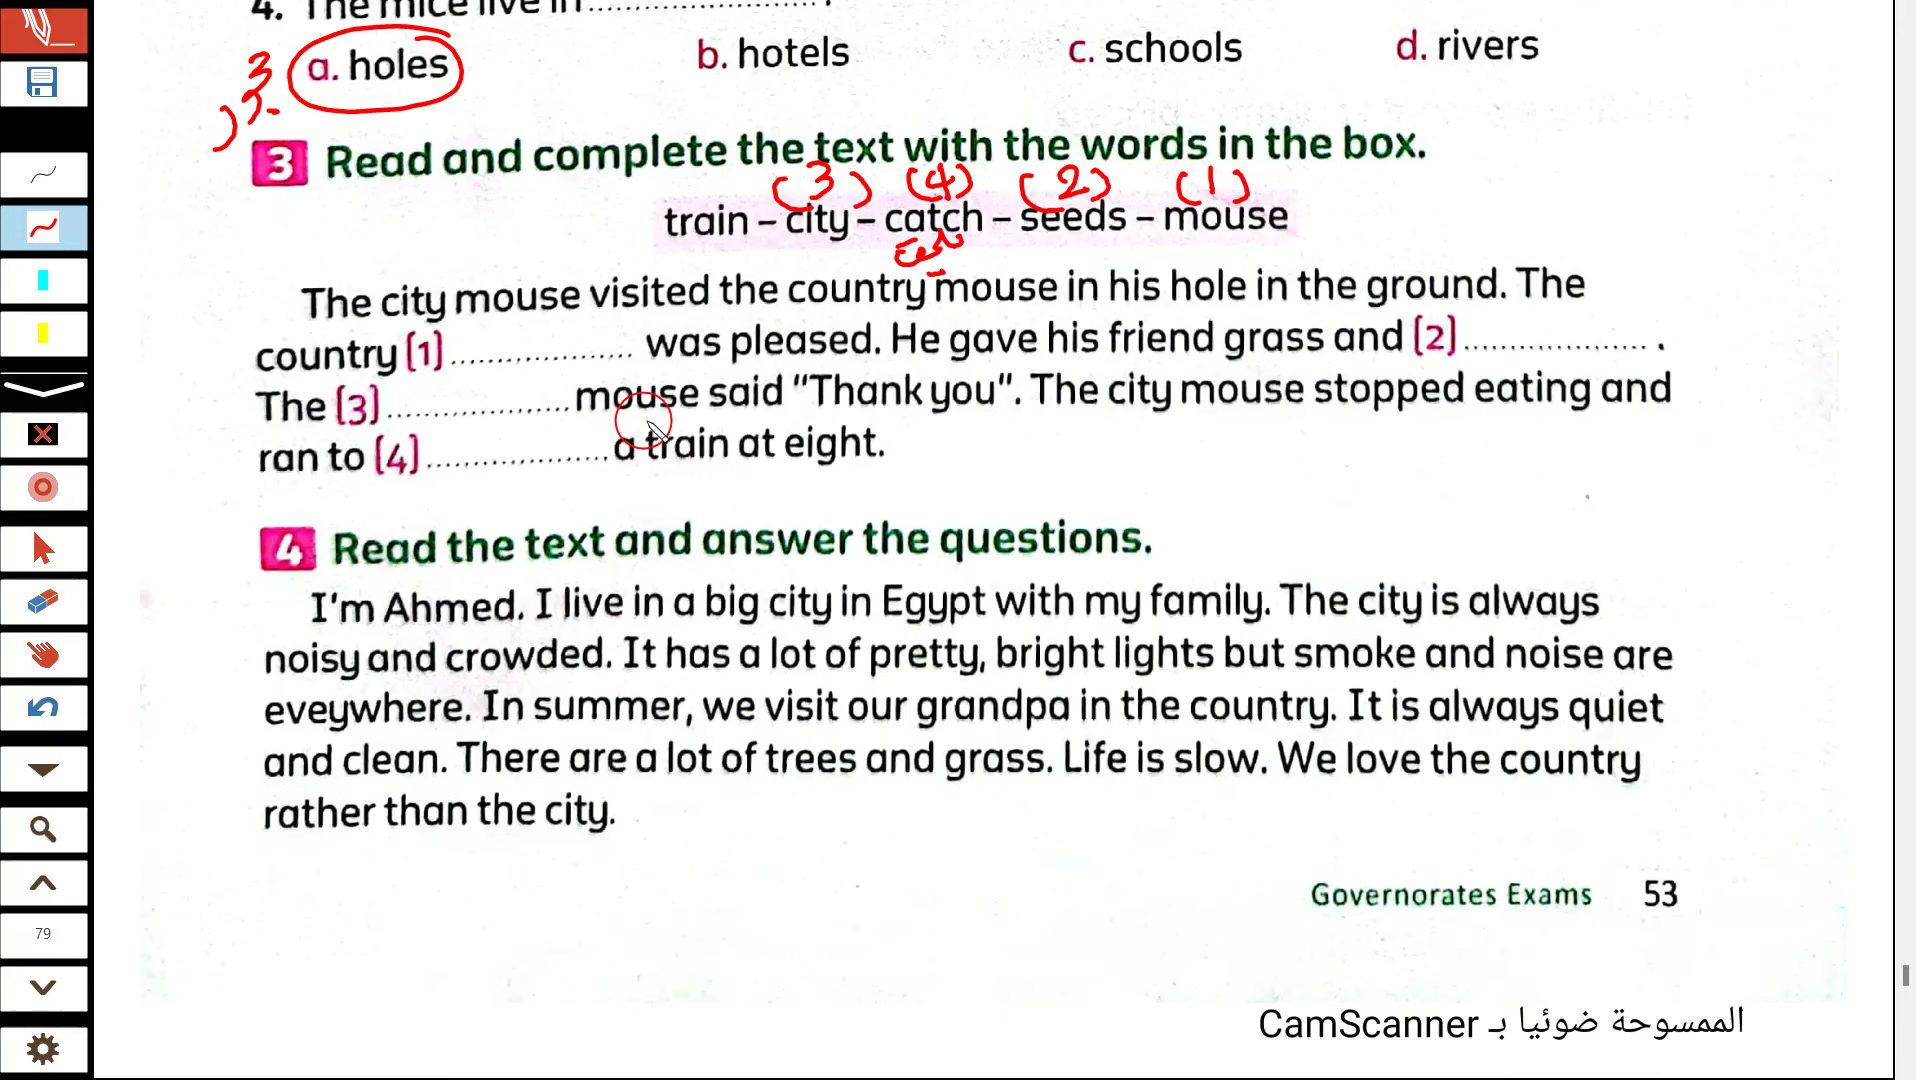 4. The mice live in .................... .
a. holes b. hotels c. schools d. rivers
3
3 Read and complete the text with the words in the box.
(3) (4) (2) (1)
train – city – catch – seeds – mouse
The city mouse visited the country mouse in his hole in the ground. The
country (1) .................... was pleased. He gave his friend grass and (2) .................... .
The (3) .................... mouse said "Thank you". The city mouse stopped eating and
ran to (4) .................... a train at eight.
4 Read the text and answer the questions.
I'm Ahmed. I live in a big city in Egypt with my family. The city is always
noisy and crowded. It has a lot of pretty, bright lights but smoke and noise are
eveywhere. In summer, we visit our grandpa in the country. It is always quiet
and clean. There are a lot of trees and grass. Life is slow. We love the country
rather than the city.
Governorates Exams 53
79
الممسوحة ضوئيا بـ CamScanner